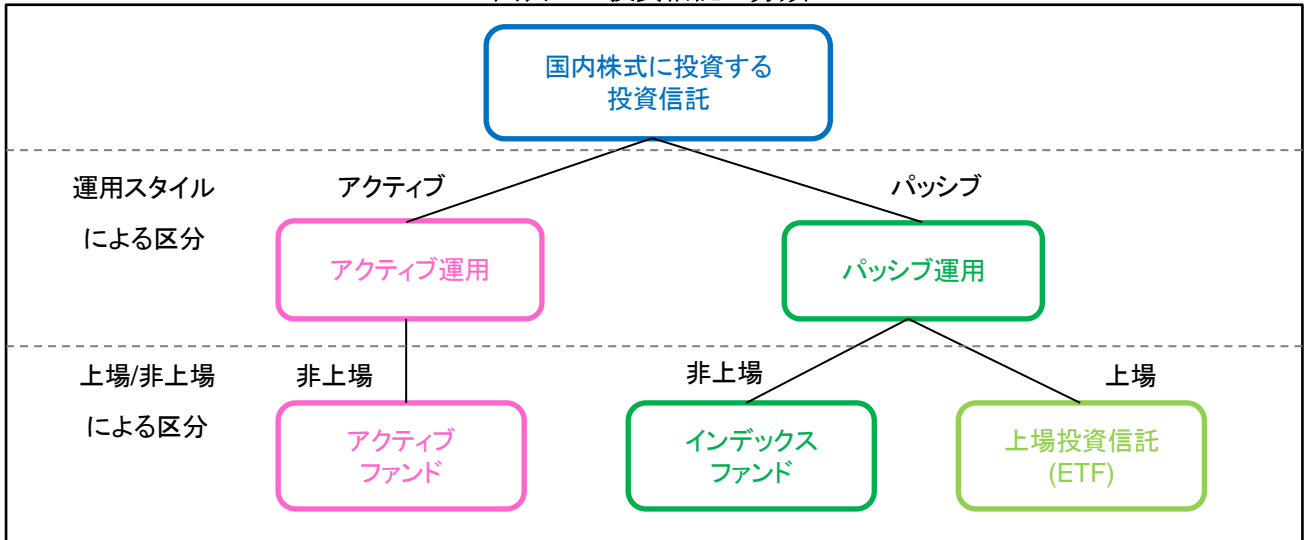 国内株式に投資する
投資信託
運用スタイル
による区分
アクティブ
パッシブ
アクティブ運用
パッシブ運用
上場/非上場
による区分
非上場
非上場
上場
アクティブ
ファンド
インデックス
ファンド
上場投資信託
(ETF)